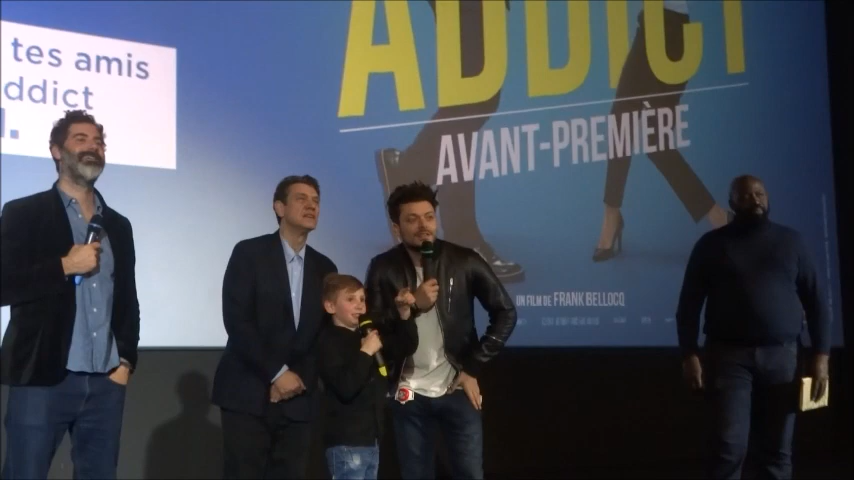 tes amis
ddict
ADDICT
AVANT-PREMIÈRE
UN FILM DE FRANK BELLOCQ